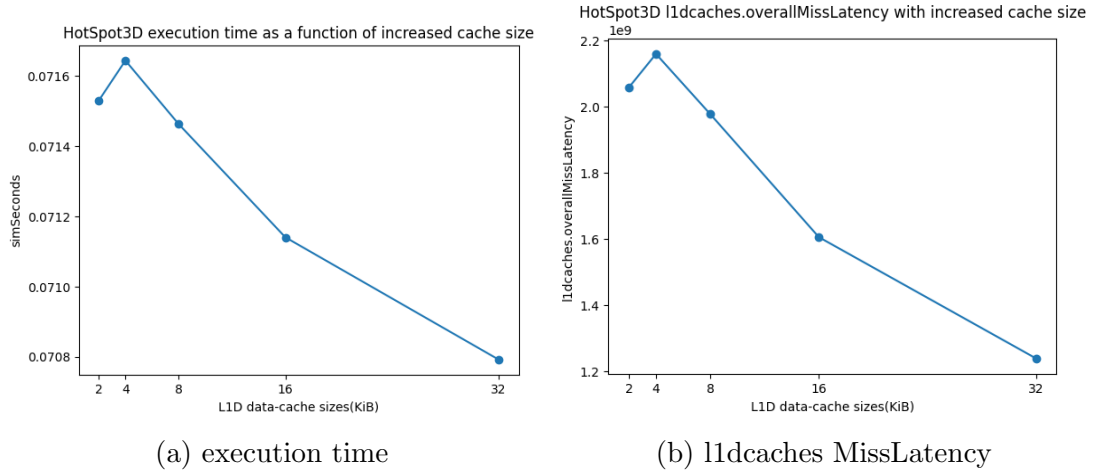 HotSpot3D execution time as a function of increased cache size
0.0716
0.0714
0.0712
0.0710
0.0708
simSeconds
2 4 8 16 32
L1D data-cache sizes(KiB)
(a) execution time
HotSpot3D l1dcaches.overallMissLatency with increased cache size
1e9
2.2
2.0
1.8
1.6
1.4
1.2
l1dcaches.overallMissLatency
2 4 8 16 32
L1D data-cache sizes(KiB)
(b) l1dcaches MissLatency